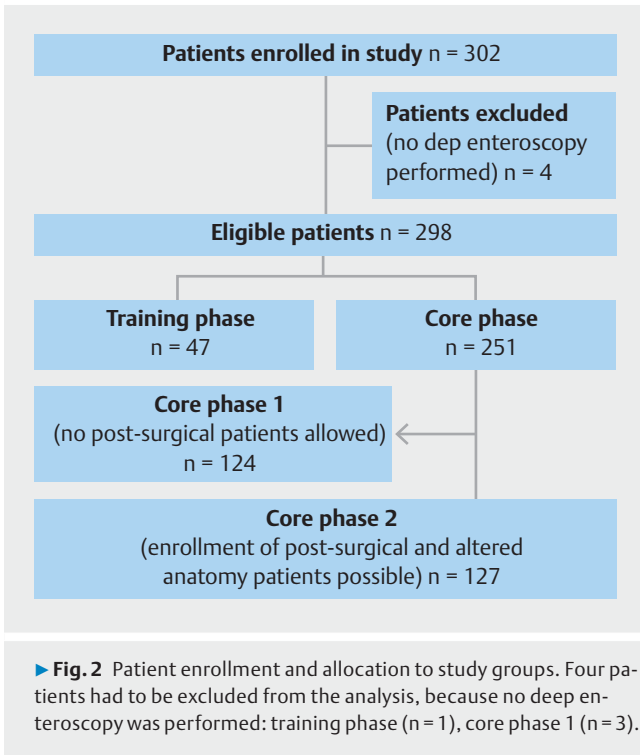 Patients enrolled in study n = 302
Patients excluded
(no dep enteroscopy
performed) n = 4
Eligible patients n = 298
Training phase
n = 47
Core phase
n = 251
Core phase 1
(no post-surgical patients allowed)
n = 124
Core phase 2
(enrollment of post-surgical and altered
anatomy patients possible) n = 127
▶ Fig. 2 Patient enrollment and allocation to study groups. Four pa-
tients had to be excluded from the analysis, because no deep en-
teroscopy was performed: training phase (n = 1), core phase 1 (n = 3).